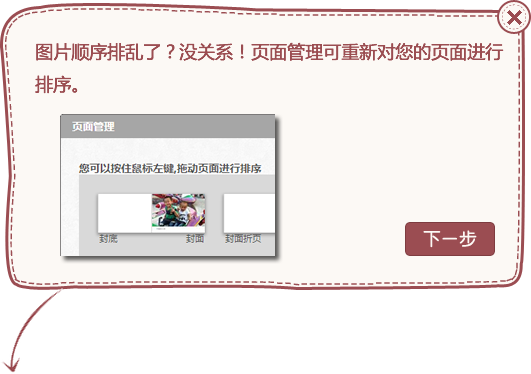 图片顺序排乱了？没关系！页面管理可重新对您的页面进行
排序。
页面管理
您可以按住鼠标左键,拖动页面进行排序
封底 封面 封面折页
下一步